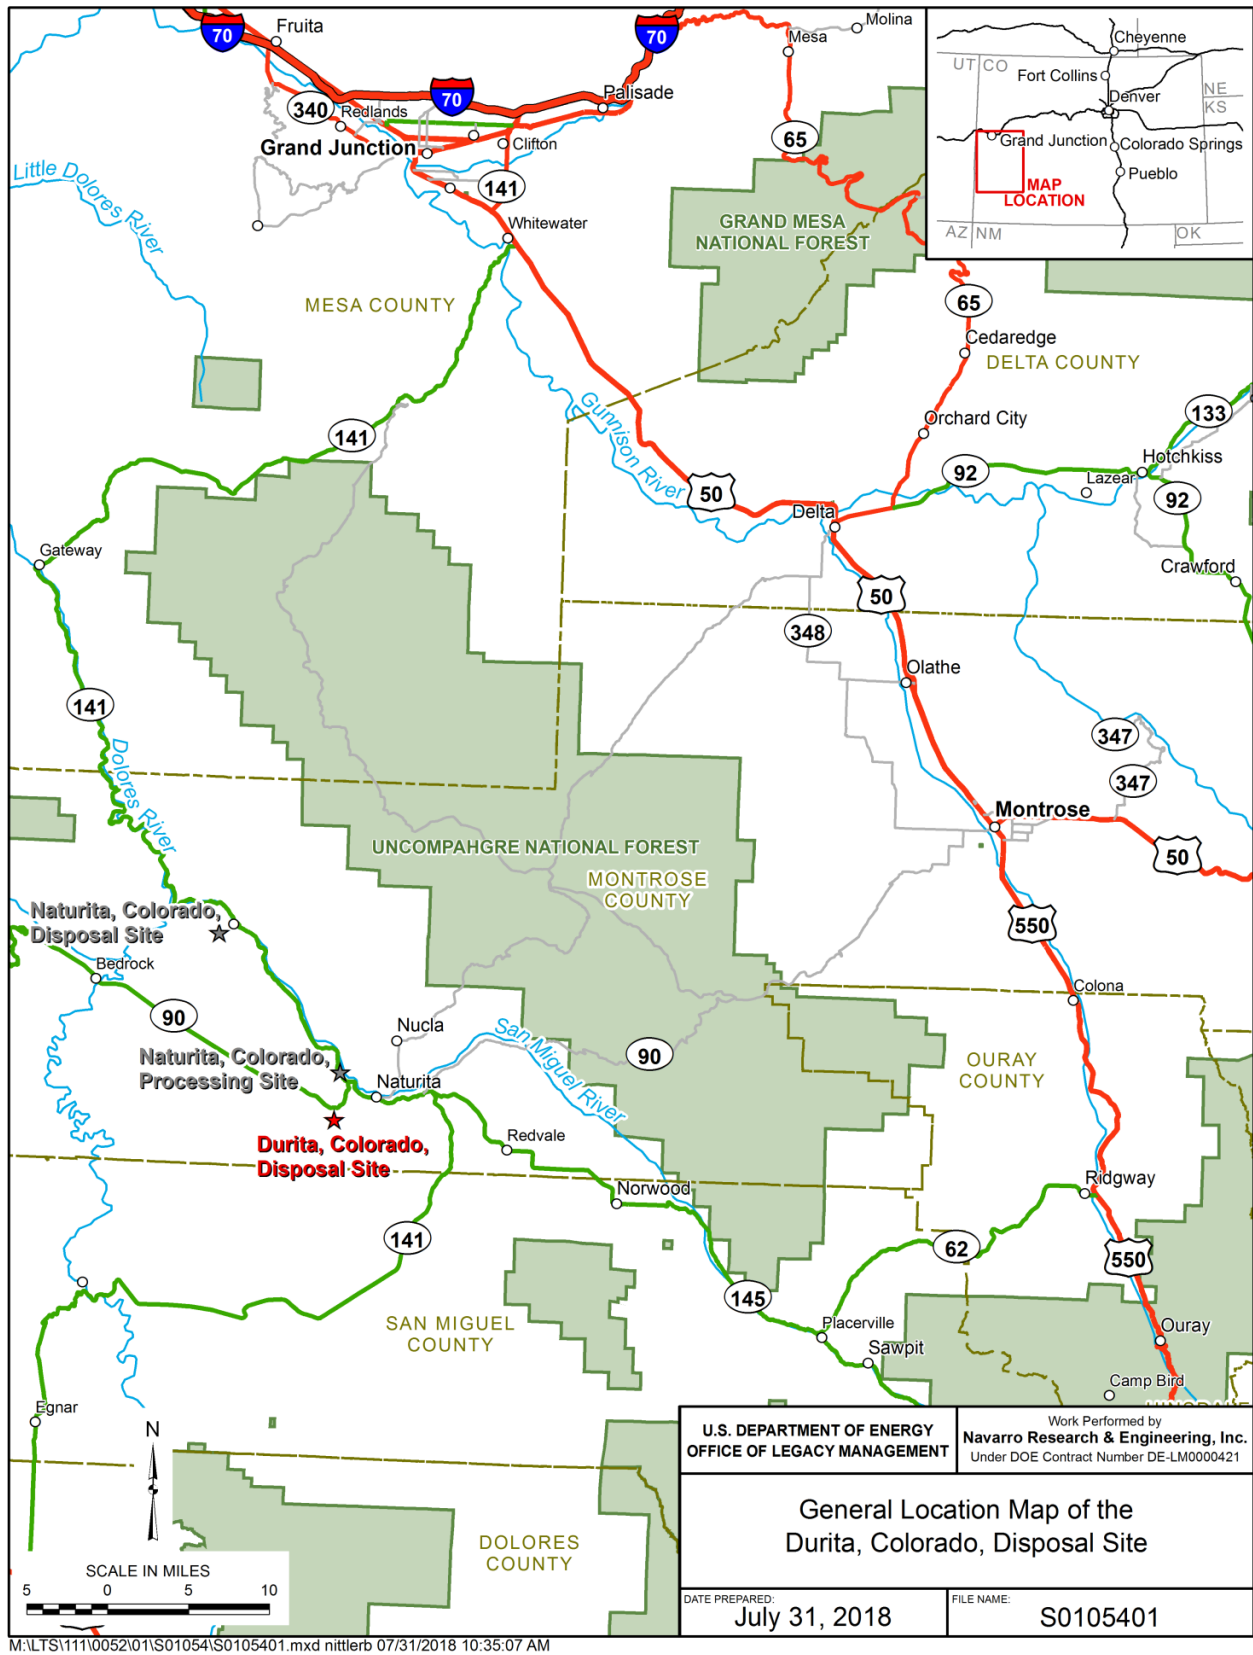 Fruita
70
70
70
Mesa
Molina
340
Redlands
Palisade
Grand Junction
Clifton
141
Whitewater
65
Little Dolores River
GRAND MESA
NATIONAL FOREST
MESA COUNTY
65
Cedaredge
DELTA COUNTY
Cheyenne
UT CO
Fort Collins
NE
KS
Denver
Grand Junction
Colorado Springs
Pueblo
MAP
LOCATION
AZ NM
OK
141
Gunnison River
Orchard City
133
Hotchkiss
92
Lazear
92
50
Delta
Gateway
Crawford
50
348
Olathe
141
Dolores River
347
347
Montrose
50
UNCOMPAHGRE NATIONAL FOREST
MONTROSE
COUNTY
Naturita, Colorado,
Disposal Site
550
Bedrock
Colona
90
Nucla
San Miguel River
90
OURAY
COUNTY
Naturita, Colorado,
Processing Site
Naturita
Durita, Colorado,
Disposal Site
Redvale
Norwood
Ridgway
141
62
550
145
SAN MIGUEL
COUNTY
Placerville
Sawpit
Ouray
Camp Bird
Egnar
N
DOLORES
COUNTY
SCALE IN MILES
5 0 5 10
U.S. DEPARTMENT OF ENERGY
OFFICE OF LEGACY MANAGEMENT
Work Performed by
Navarro Research & Engineering, Inc.
Under DOE Contract Number DE-LM0000421
General Location Map of the
Durita, Colorado, Disposal Site
DATE PREPARED:
July 31, 2018
FILE NAME:
S0105401
M:\LTS\111\0052\01\S01054\S0105401.mxd nittlerb 07/31/2018 10:35:07 AM